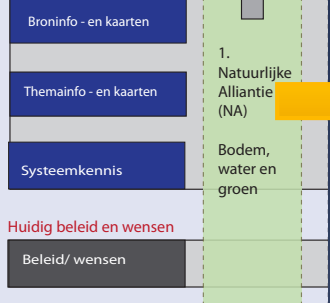 Broninfo - en kaarten
Themainfo - en kaarten
Systeemkennis
Huidig beleid en wensen
Beleid/ wensen
1.
Natuurlijke
Alliantie
(NA)
Bodem,
water en
groen